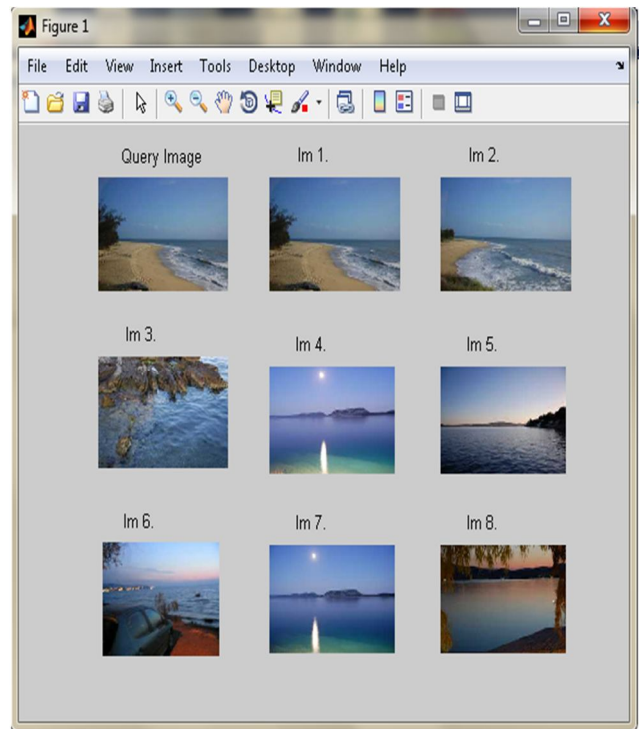 Figure 1
File Edit View Insert Tools Desktop Window Help
Query Image Im 1. Im 2.
Im 3. Im 4. Im 5.
Im 6. Im 7. Im 8.